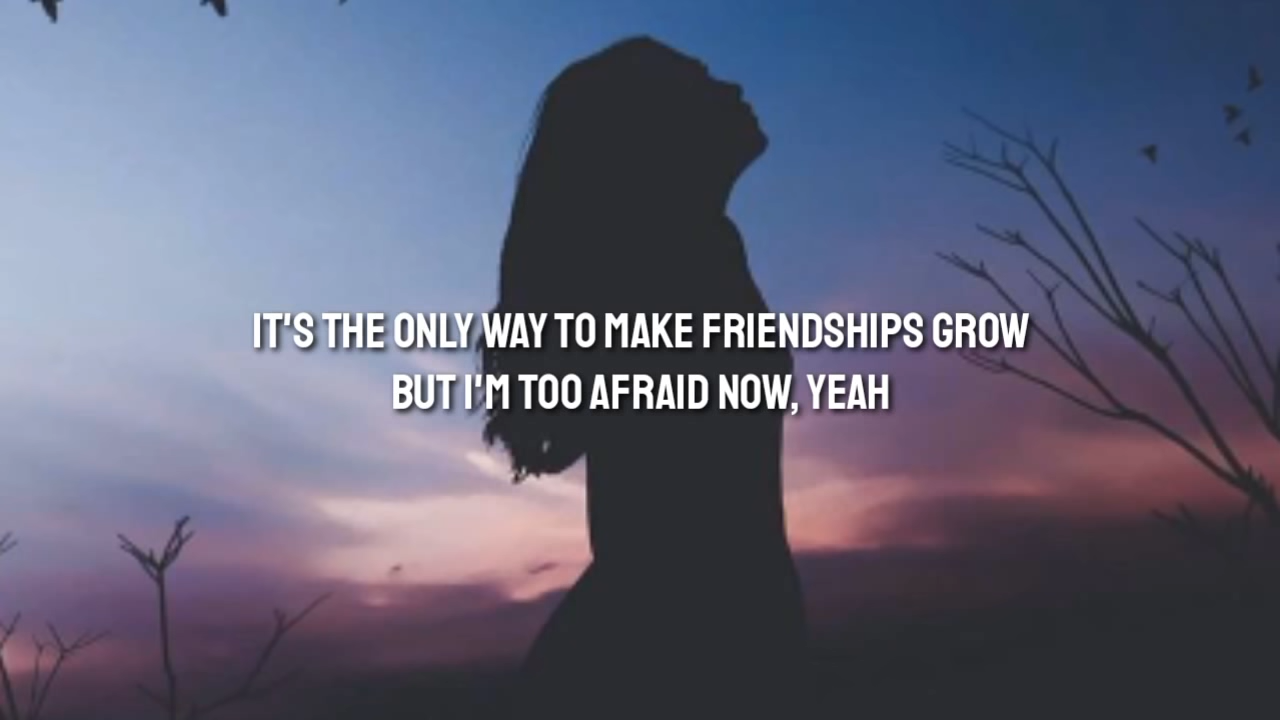 IT'S THE ONLY WAY TO MAKE FRIENDSHIPS GROW
BUT I'M TOO AFRAID NOW, YEAH